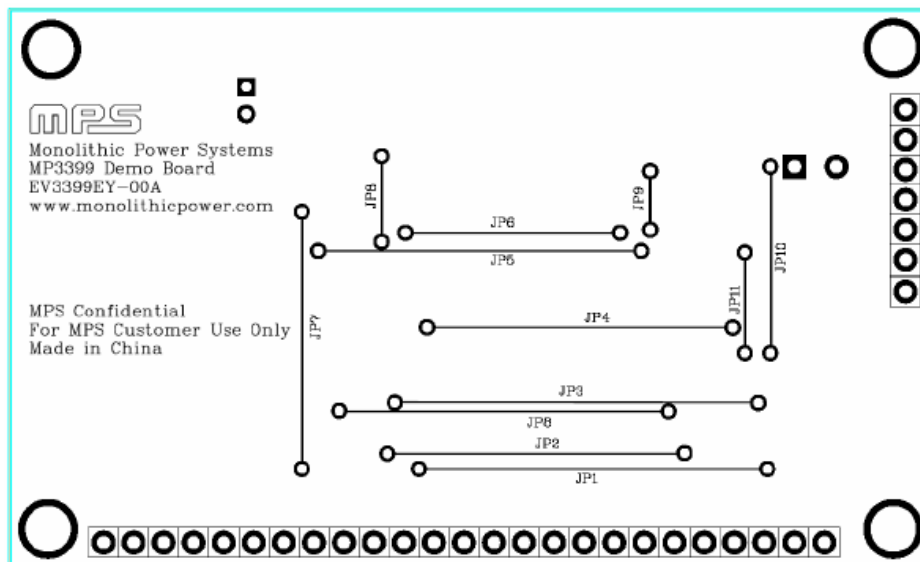 MPS
Monolithic Power Systems
MP3399 Demo Board
EV3399EY-00A
www.monolithicpower.com
JP8
JP9
JP6
JP5
JP10
JP11
MPS Confidential
For MPS Customer Use Only
Made in China
JP7
JP4
JP3
JP6
JP2
JP1